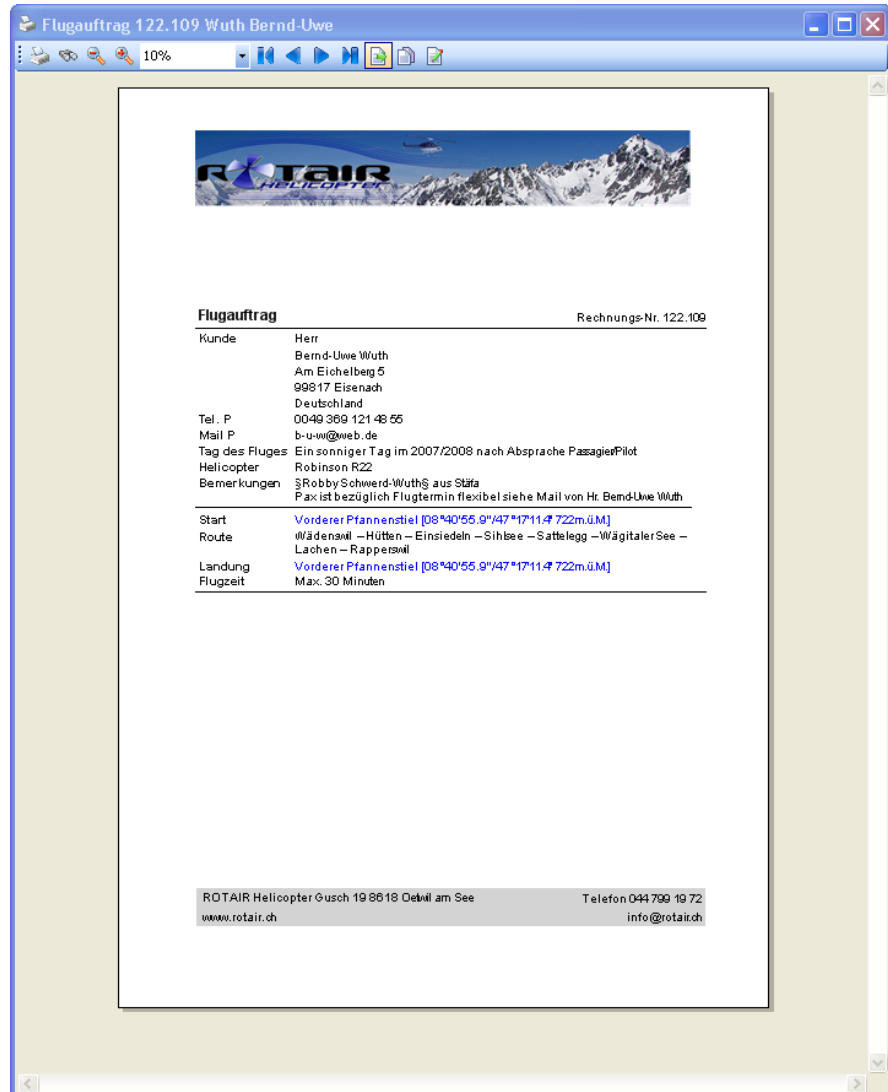 Flugauftrag 122.109 Wuth Bernd-Uwe
10%
ROTAIR
HELICOPTER
Flugauftrag Rechnungs-Nr. 122.109
Kunde Herr
Bernd-Uwe Wuth
Am Eichelberg 5
99817 Eisenach
Deutschland
Tel. P 0049 369 121 48 55
Mail P b-u-w@web.de
Tag des Fluges Ein sonniger Tag im 2007/2008 nach Absprache Passagier/Pilot
Helicopter Robinson R22
Bemerkungen §Robby Schwerd-Wuth§ aus Stäfa
Pax ist bezüglich Flugtermin flexibel siehe Mail von Hr. Bernd-Uwe Wuth
Start Vorderer Pfannenstiel [08°40'55.9"/47°17'11.4" 722m.ü.M.]
Route Wädenswil – Hütten – Einsiedeln – Sihlsee – Sattelegg – Wägitaler See –
Lachen – Rapperswil
Landung Vorderer Pfannenstiel [08°40'55.9"/47°17'11.4" 722m.ü.M.]
Flugzeit Max. 30 Minuten
ROTAIR Helicopter Gusch 19 8618 Oetwil am See Telefon 044 799 19 72
www.rotair.ch info@rotair.ch